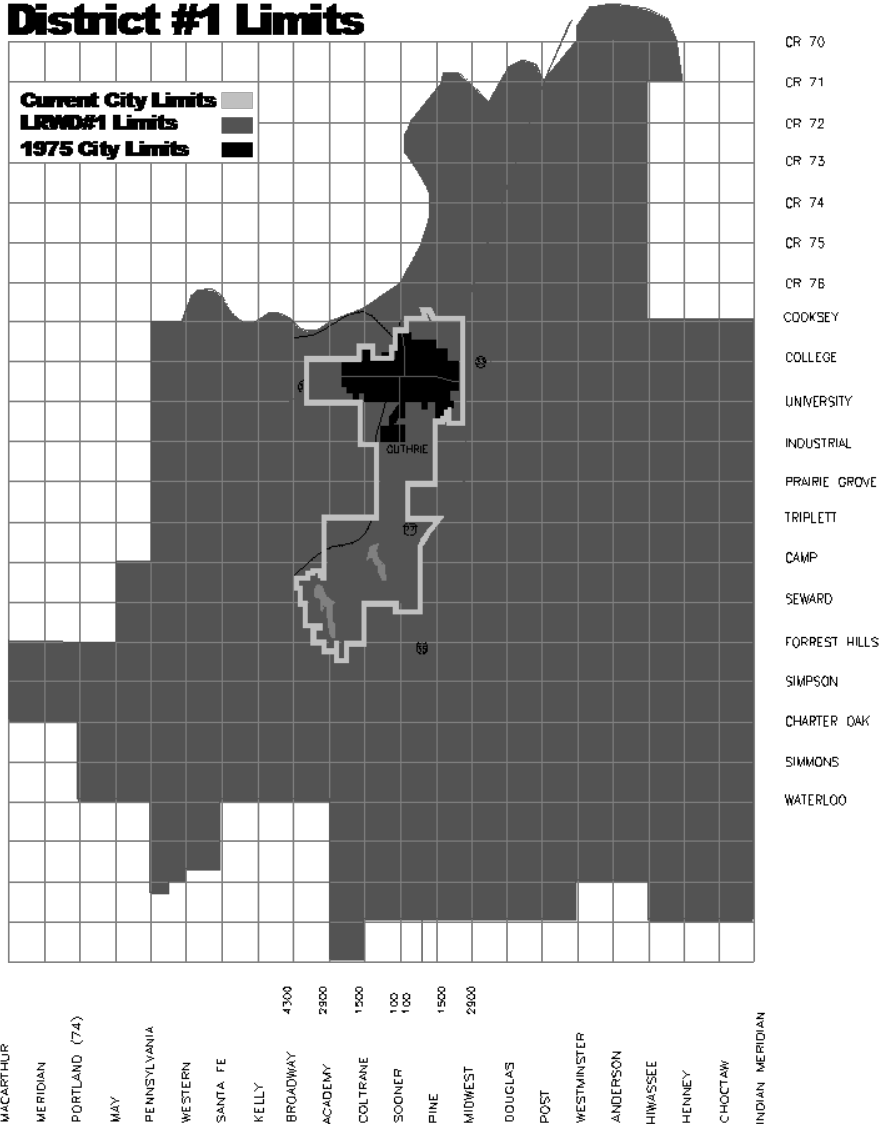 District #1 Limits
Current City Limits
LRWD#1 Limits
1975 City Limits
CR 70
CR 71
CR 72
CR 73
CR 74
CR 75
CR 76
COOKSEY
COLLEGE
UNIVERSITY
INDUSTRIAL
PRAIRIE GROVE
TRIPLETT
CAMP
SEWARD
FORREST HILLS
SIMPSON
CHARTER OAK
SIMMONS
WATERLOO
GUTHRIE
77
4300
2900
1500
100
100
1500
2900
MACARTHUR
MERIDIAN
PORTLAND (74)
MAY
PENNSYLVANIA
WESTERN
SANTA FE
KELLY
BROADWAY
ACADEMY
COLTRANE
SOONER
PINE
MIDWEST
DOUGLAS
POST
WESTMINSTER
ANDERSON
HIWASSEE
HENNEY
CHOCTAW
INDIAN MERIDIAN